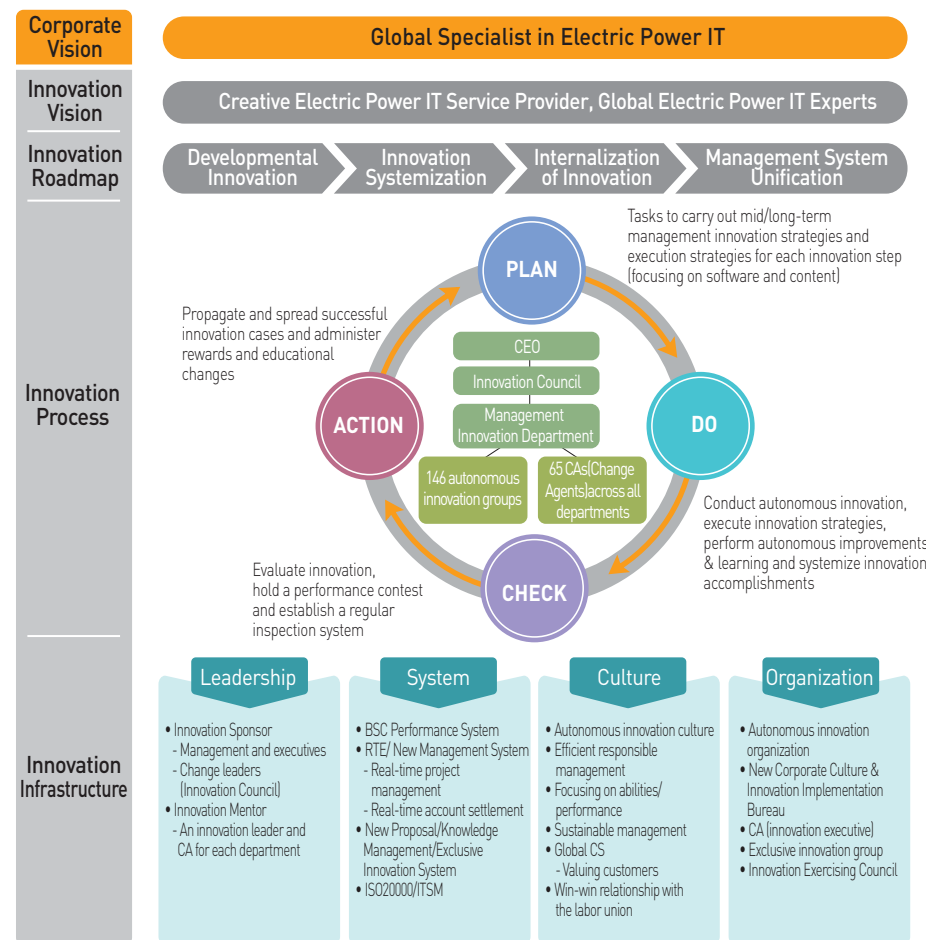 Corporate
Vision
Global Specialist in Electric Power IT
Innovation
Vision
Creative Electric Power IT Service Provider, Global Electric Power IT Experts
Innovation
Roadmap
Developmental
Innovation
Innovation
Systemization
Internalization
of Innovation
Management System
Unification
Innovation
Process
PLAN
Tasks to carry out mid/long-term
management innovation strategies and
execution strategies for each innovation step
(focusing on software and content)
Propagate and spread successful
innovation cases and administer
rewards and educational
changes
CEO
Innovation Council
Management
Innovation Department
146 autonomous
innovation groups
65 CAs(Change
Agents)across all
departments
ACTION
DO
Conduct autonomous innovation,
execute innovation strategies,
perform autonomous improvements
& learning and systemize innovation
accomplishments
Evaluate innovation,
hold a performance contest
and establish a regular
inspection system
CHECK
Innovation
Infrastructure
Leadership
• Innovation Sponsor
- Management and executives
- Change leaders
(Innovation Council)
• Innovation Mentor
- An innovation leader and
CA for each department
System
• BSC Performance System
• RTE/ New Management System
- Real-time project
management
- Real-time account settlement
• New Proposal/Knowledge
Management/Exclusive
Innovation System
• ISO20000/ITSM
Culture
• Autonomous innovation culture
• Efficient responsible
management
• Focusing on abilities/
performance
• Sustainable management
• Global CS
- Valuing customers
• Win-win relationship with
the labor union
Organization
• Autonomous innovation
organization
• New Corporate Culture &
Innovation Implementation
Bureau
• CA (innovation executive)
• Exclusive innovation group
• Innovation Exercising Council